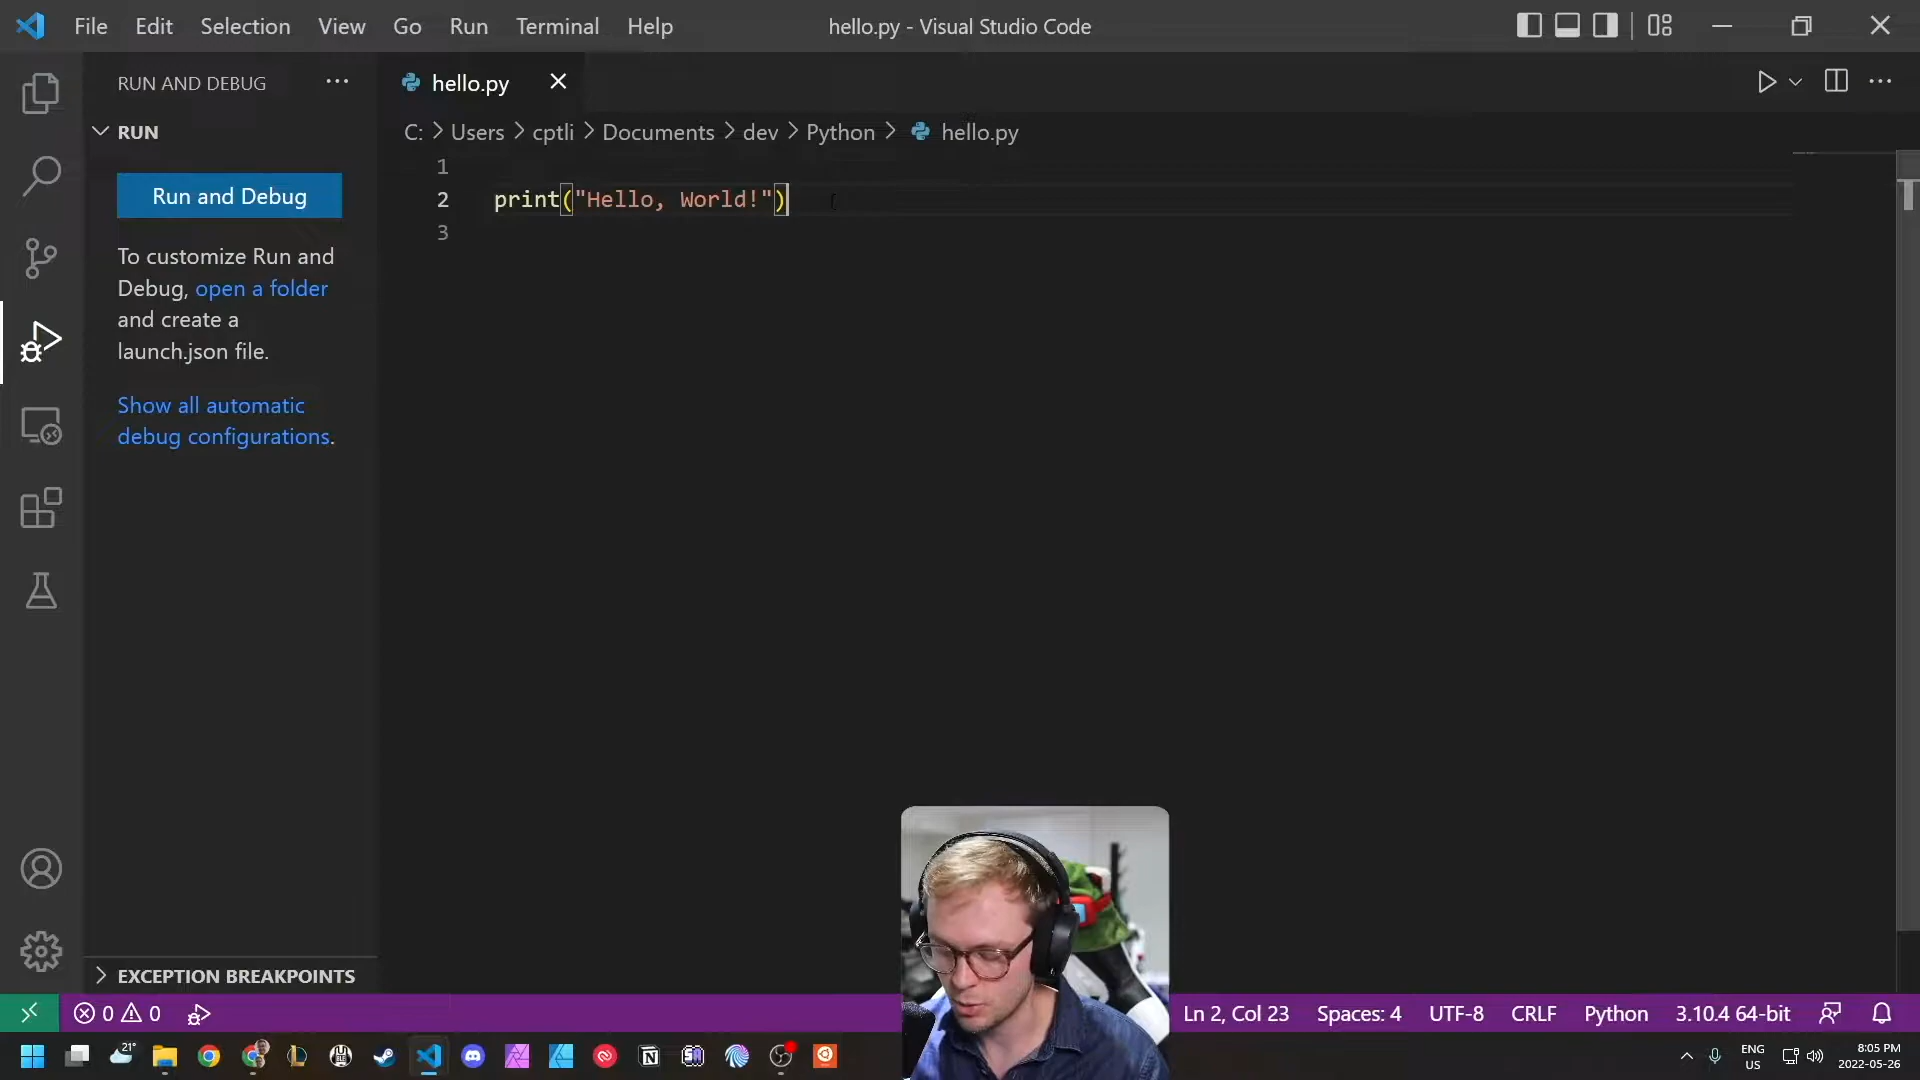 File Edit Selection View Go Run Terminal Help
hello.py - Visual Studio Code
RUN AND DEBUG
hello.py
RUN
C: > Users > cptli > Documents > dev > Python > hello.py
Run and Debug
To customize Run and
Debug, open a folder
and create a
launch.json file.
Show all automatic
debug configurations.
1
2 print("Hello, World!")
3
EXCEPTION BREAKPOINTS
0 0
Ln 2, Col 23 Spaces: 4 UTF-8 CRLF Python 3.10.4 64-bit
21°
ENG
US
8:05 PM
2022-05-26